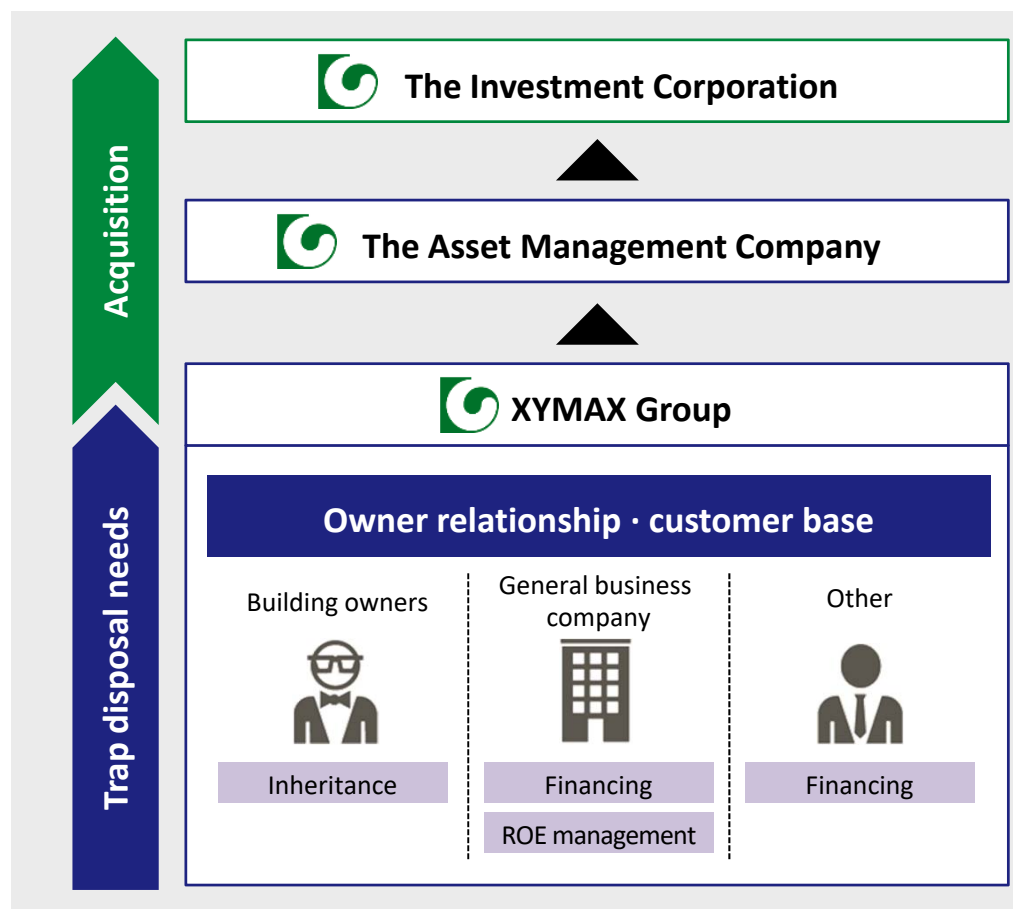 The Investment Corporation
Acquisition
The Asset Management Company
XYMAX Group
Trap disposal needs
Owner relationship · customer base
Building owners
General business
company
Other
Inheritance
Financing
ROE management
Financing